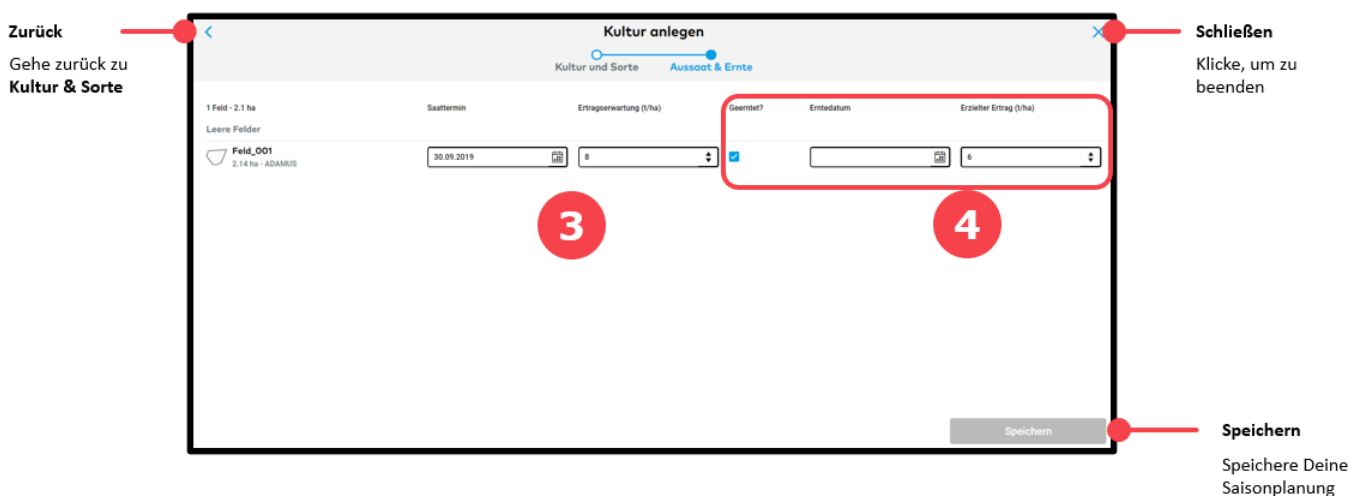 Zurück
Gehe zurück zu
Kultur & Sorte
Kultur anlegen
Kultur und Sorte
Aussaat & Ernte
Schließen
Klicke, um zu
beenden
1 Feld - 2.1 ha
Saattermin
Ertragserwartung (t/ha)
Geerntet?
Erntedatum
Erzielter Ertrag (t/ha)
Leere Felder
Feld_001
2.14 ha - ADAMUS
30.09.2019
8
6
3
4
Speichern
Speichern
Speichere Deine
Saisonplanung